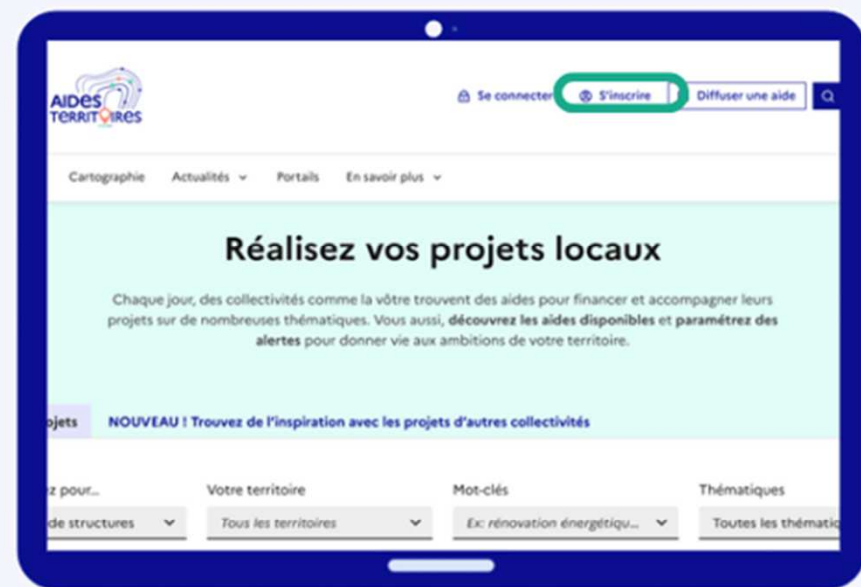 AIDES
TERRITOIRES
Se connecter
S'inscrire
Diffuser une aide
Cartographie
Actualités
Portails
En savoir plus
Réalisez vos projets locaux
Chaque jour, des collectivités comme la vôtre trouvent des aides pour financer et accompagner leurs
projets sur de nombreuses thématiques. Vous aussi, découvrez les aides disponibles et paramétrez des
alertes pour donner vie aux ambitions de votre territoire.
NOUVEAU ! Trouvez de l'inspiration avec les projets d'autres collectivités
pour...
Votre territoire
Mot-clés
Thématiques
de structures
Tous les territoires
Ex: rénovation énergétiqu...
Toutes les